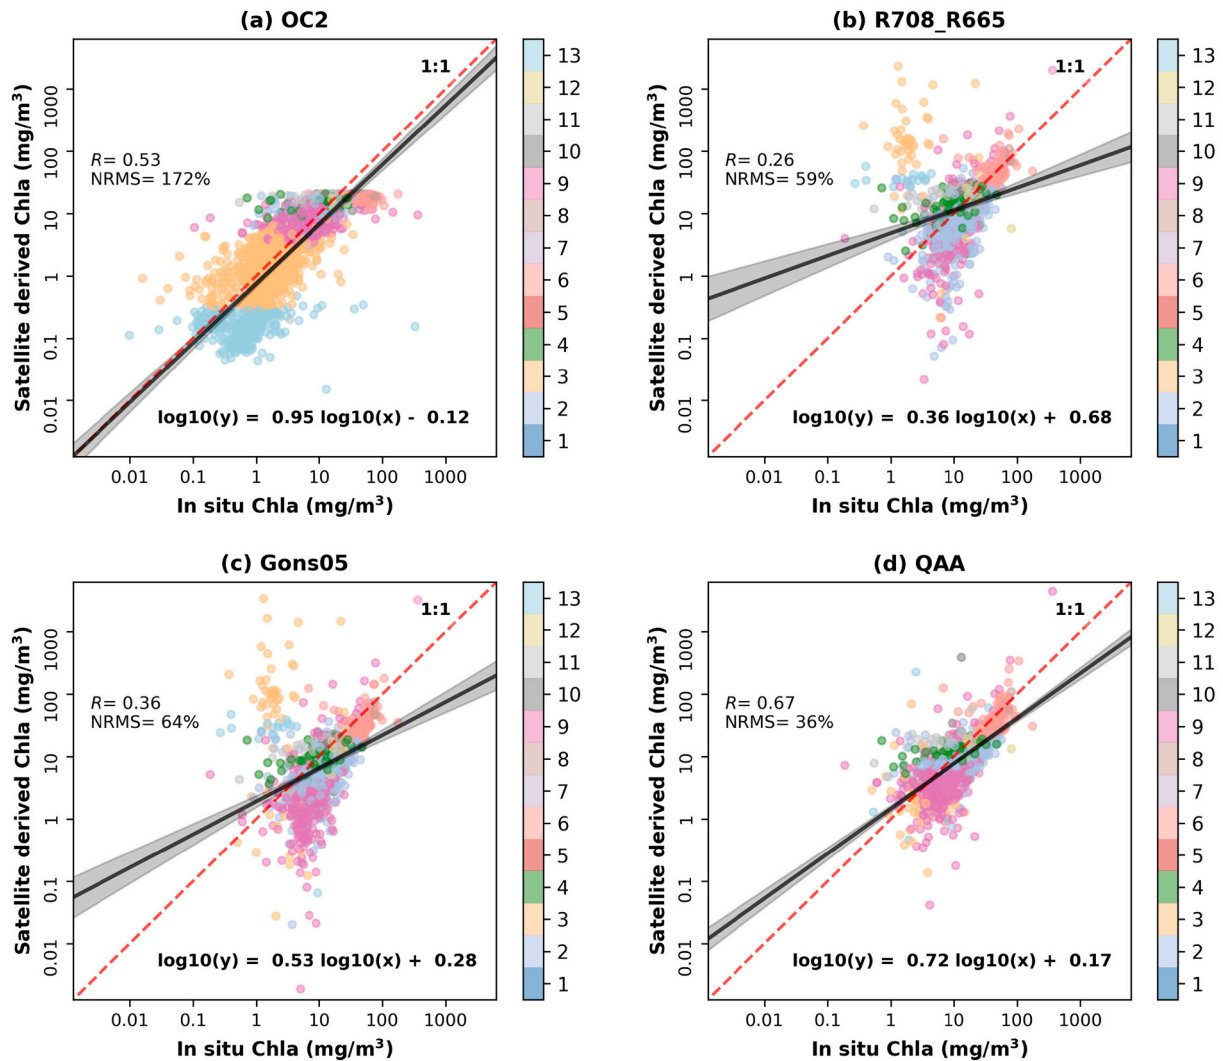 (a) OC2
1:1
R= 0.53
NRMS= 172%
log10(y) = 0.95 log10(x) - 0.12
Satellite derived Chla (mg/m³)
1000
100
10
1
0.1
0.01
0.01 0.1 1 10 100 1000
In situ Chla (mg/m³)
13
12
11
10
9
8
7
6
5
4
3
2
1
(b) R708_R665
1:1
R= 0.26
NRMS= 59%
log10(y) = 0.36 log10(x) + 0.68
Satellite derived Chla (mg/m³)
1000
100
10
1
0.1
0.01
0.01 0.1 1 10 100 1000
In situ Chla (mg/m³)
13
12
11
10
9
8
7
6
5
4
3
2
1
(c) Gons05
1:1
R= 0.36
NRMS= 64%
log10(y) = 0.53 log10(x) + 0.28
Satellite derived Chla (mg/m³)
1000
100
10
1
0.1
0.01
0.01 0.1 1 10 100 1000
In situ Chla (mg/m³)
13
12
11
10
9
8
7
6
5
4
3
2
1
(d) QAA
1:1
R= 0.67
NRMS= 36%
log10(y) = 0.72 log10(x) + 0.17
Satellite derived Chla (mg/m³)
1000
100
10
1
0.1
0.01
0.01 0.1 1 10 100 1000
In situ Chla (mg/m³)
13
12
11
10
9
8
7
6
5
4
3
2
1